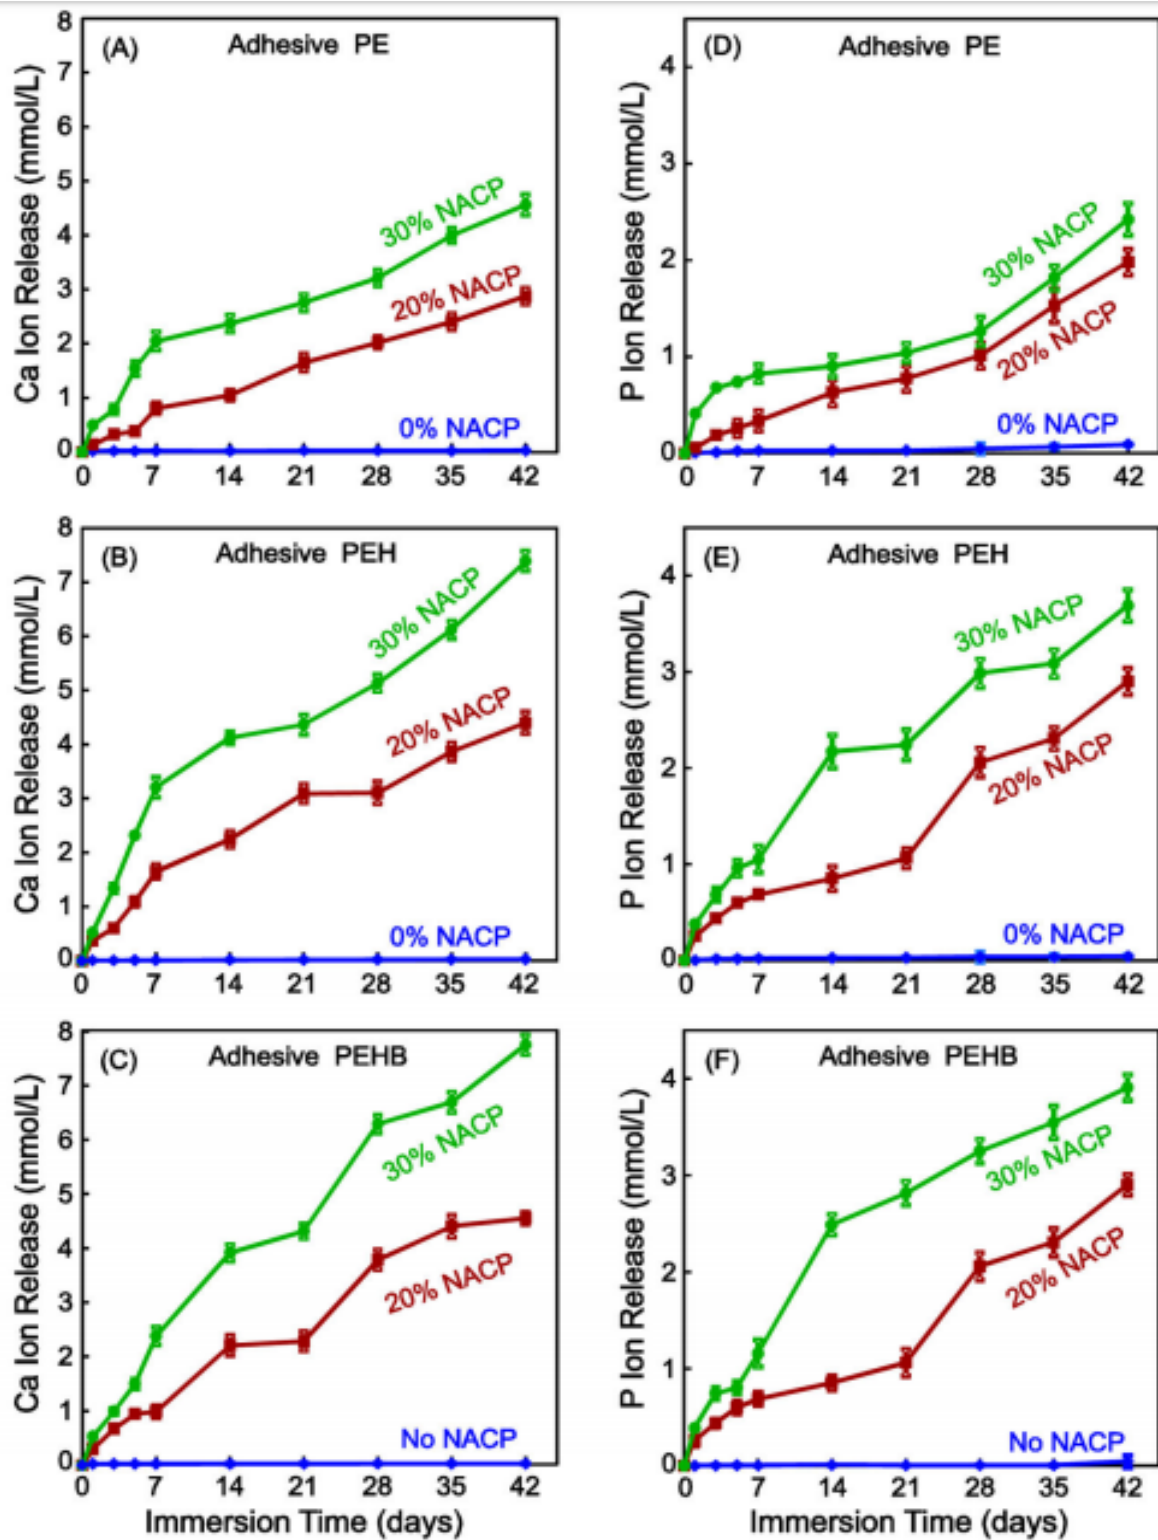 (A) Adhesive PE
Ca Ion Release (mmol/L)
8
7
6
5
4
3
2
1
0
30% NACP
20% NACP
0% NACP
0 7 14 21 28 35 42
(D) Adhesive PE
P Ion Release (mmol/L)
4
3
2
1
0
30% NACP
20% NACP
0% NACP
0 7 14 21 28 35 42
(B) Adhesive PEH
Ca Ion Release (mmol/L)
8
7
6
5
4
3
2
1
0
30% NACP
20% NACP
0% NACP
0 7 14 21 28 35 42
(E) Adhesive PEH
P Ion Release (mmol/L)
4
3
2
1
0
30% NACP
20% NACP
0% NACP
0 7 14 21 28 35 42
(C) Adhesive PEHB
Ca Ion Release (mmol/L)
8
7
6
5
4
3
2
1
0
30% NACP
20% NACP
No NACP
0 7 14 21 28 35 42
Immersion Time (days)
(F) Adhesive PEHB
P Ion Release (mmol/L)
4
3
2
1
0
30% NACP
20% NACP
No NACP
0 7 14 21 28 35 42
Immersion Time (days)